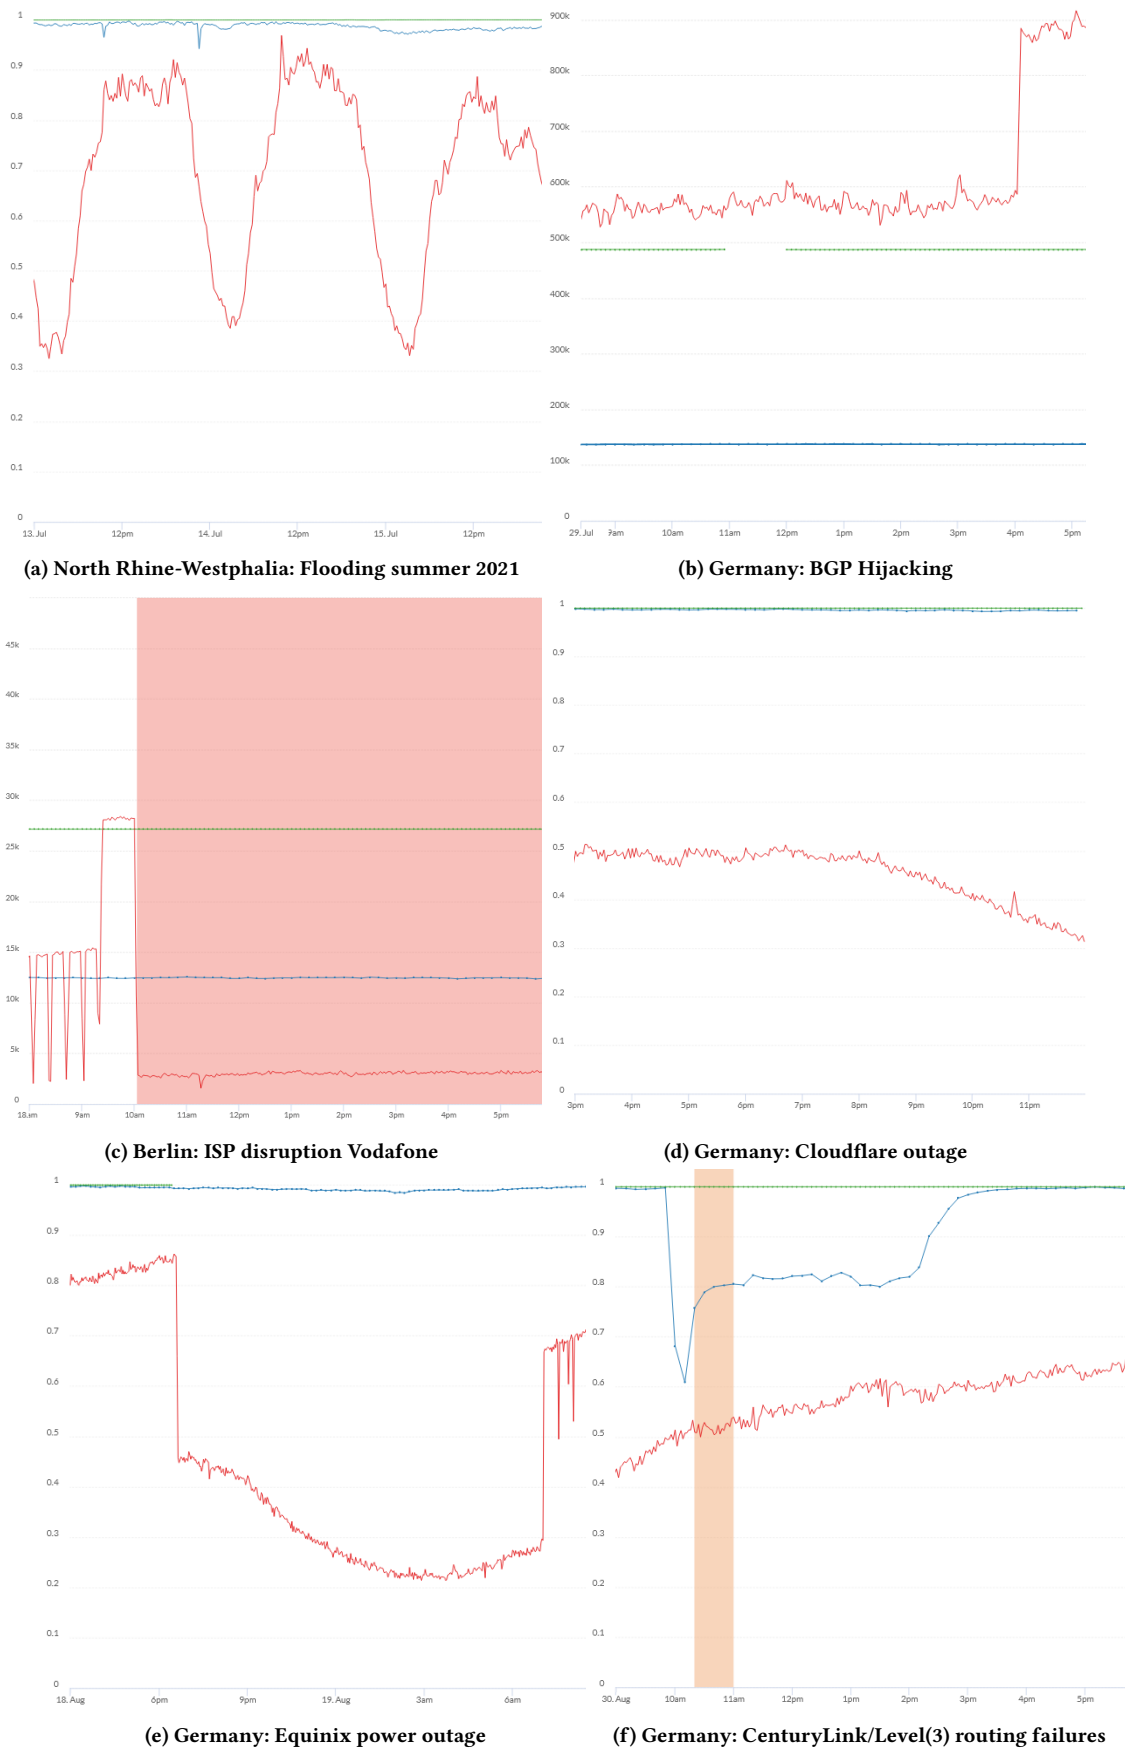 1
0.9
0.8
0.7
0.6
0.5
0.4
0.3
0.2
0.1
0
13. Jul 12pm 14. Jul 12pm 15. Jul 12pm
(a) North Rhine-Westphalia: Flooding summer 2021
900k
800k
700k
600k
500k
400k
300k
200k
100k
0
29. Jul 9am 10am 11am 12pm 1pm 2pm 3pm 4pm 5pm
(b) Germany: BGP Hijacking
45k
40k
35k
30k
25k
20k
15k
10k
5k
0
9am 10am 11am 12pm 1pm 2pm 3pm 4pm 5pm
(c) Berlin: ISP disruption Vodafone
1
0.9
0.8
0.7
0.6
0.5
0.4
0.3
0.2
0.1
0
3pm 4pm 5pm 6pm 7pm 8pm 9pm 10pm 11pm
(d) Germany: Cloudflare outage
1
0.9
0.8
0.7
0.6
0.5
0.4
0.3
0.2
0.1
0
18. Aug 6pm 9pm 19. Aug 3am 6am
(e) Germany: Equinix power outage
1
0.9
0.8
0.7
0.6
0.5
0.4
0.3
0.2
0.1
0
30. Aug 10am 11am 12pm 1pm 2pm 3pm 4pm 5pm
(f) Germany: CenturyLink/Level(3) routing failures